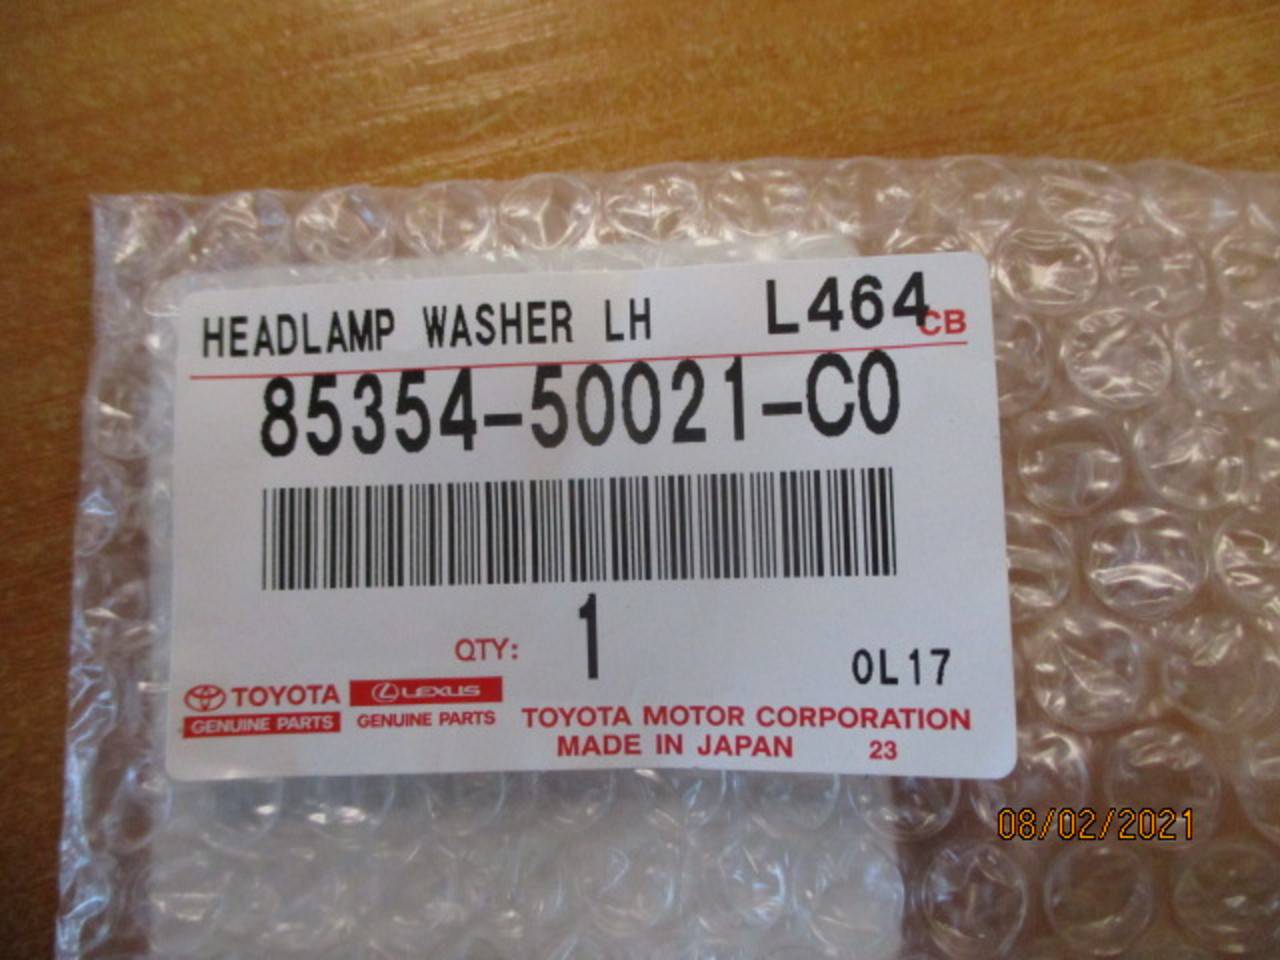 HEADLAMP WASHER LH L464 CB
85354-50021-C0
QTY: 1
0L17
TOYOTA LEXUS
GENUINE PARTS GENUINE PARTS
TOYOTA MOTOR CORPORATION
MADE IN JAPAN 23
08/02/2021